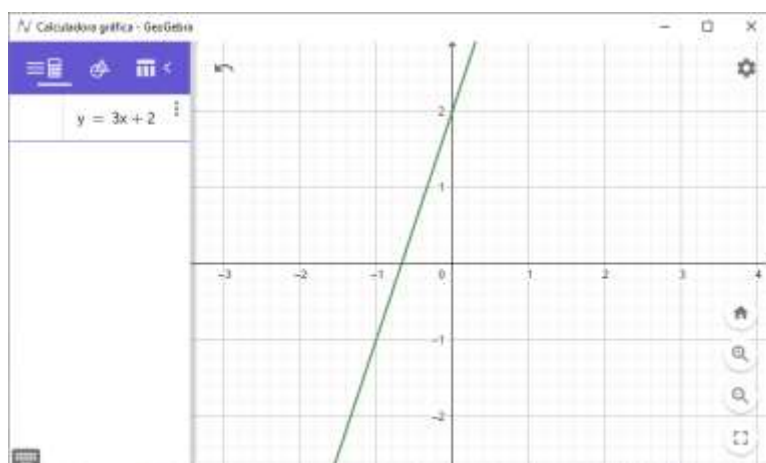 Calculadora gráfica - GeoGebra
y = 3x + 2
2
1
-3 -2 -1 0 1 2 3 4
-1
-2